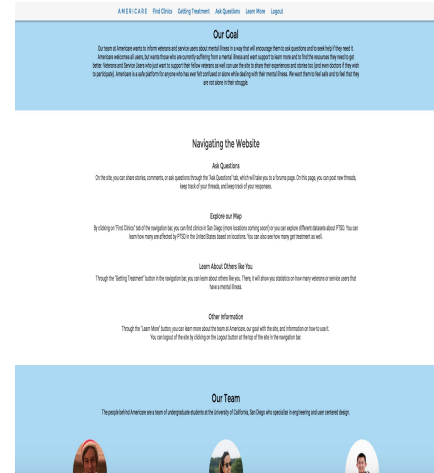 AMERICARE Find Clinics Getting Treatment Ask Questions Learn More Logout
Our Goal
Our team at Americare wants to inform veterans and service users about mental illness in a way that will encourage them to ask questions and to seek help if they need it.
Americare welcomes all users, but wants those who are currently suffering from a mental illness and want support to learn more and to find the resources they need to get
better. Veterans and Service Users who just want to support their fellow veterans as well can use the site to share their experiences and stories too (and even doctors if they wish
to participate). Americare is a safe platform for anyone who has ever felt confused or alone while dealing with their mental illness. We want them to feel safe and to feel that they
are not alone in their struggle.
Navigating the Website
Ask Questions
On the site, you can share stories, comments, or ask questions through the "Ask Questions" tab, which will take you to a forums page. On this page, you can post new threads,
keep track of your threads, and keep track of your responses.
Explore our Map
By clicking on "Find Clinics" tab of the navigation bar, you can find clinics in San Diego (more locations coming soon!) or you can explore different datasets about PTSD. You can
learn how many are affected by PTSD in the United States based on locations. You can also see how many get treatment as well.
Learn About Others like You
Through the "Getting Treatment" button in the navigation bar, you can learn about others like you. There, it will show you statistics on how many veterans or service users that
have a mental illness.
Other Information
Through the "Learn More" button, you can learn more about the team at Americare, our goal with the site, and information on how to use it.
You can logout of the site by clicking on the Logout button at the top of the site in the navigation bar.
Our Team
The people behind Americare are a team of undergraduate students at the University of California, San Diego who specialize in engineering and user centered design.